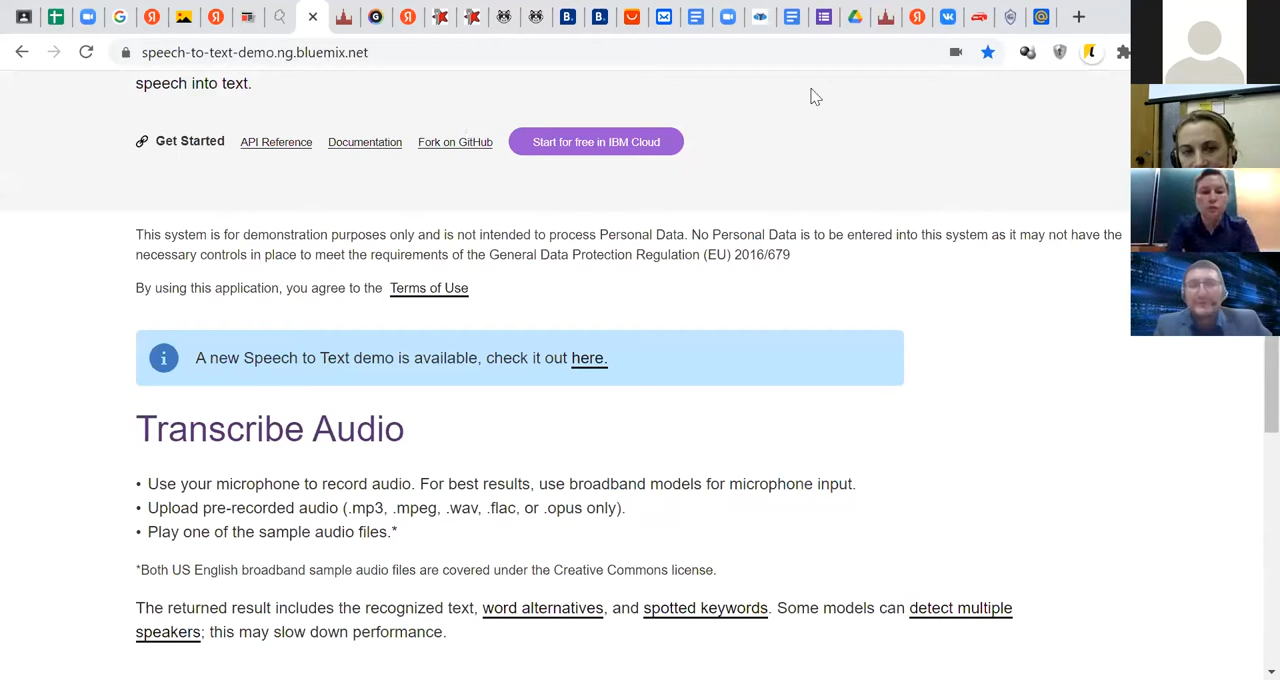 speech-to-text-demo.ng.bluemix.net
speech into text.
Get Started API Reference Documentation Fork on GitHub Start for free in IBM Cloud
This system is for demonstration purposes only and is not intended to process Personal Data. No Personal Data is to be entered into this system as it may not have the
necessary controls in place to meet the requirements of the General Data Protection Regulation (EU) 2016/679
By using this application, you agree to the Terms of Use
A new Speech to Text demo is available, check it out here.
Transcribe Audio
• Use your microphone to record audio. For best results, use broadband models for microphone input.
• Upload pre-recorded audio (.mp3, .mpeg, .wav, .flac, or .opus only).
• Play one of the sample audio files.*
*Both US English broadband sample audio files are covered under the Creative Commons license.
The returned result includes the recognized text, word alternatives, and spotted keywords. Some models can detect multiple
speakers; this may slow down performance.